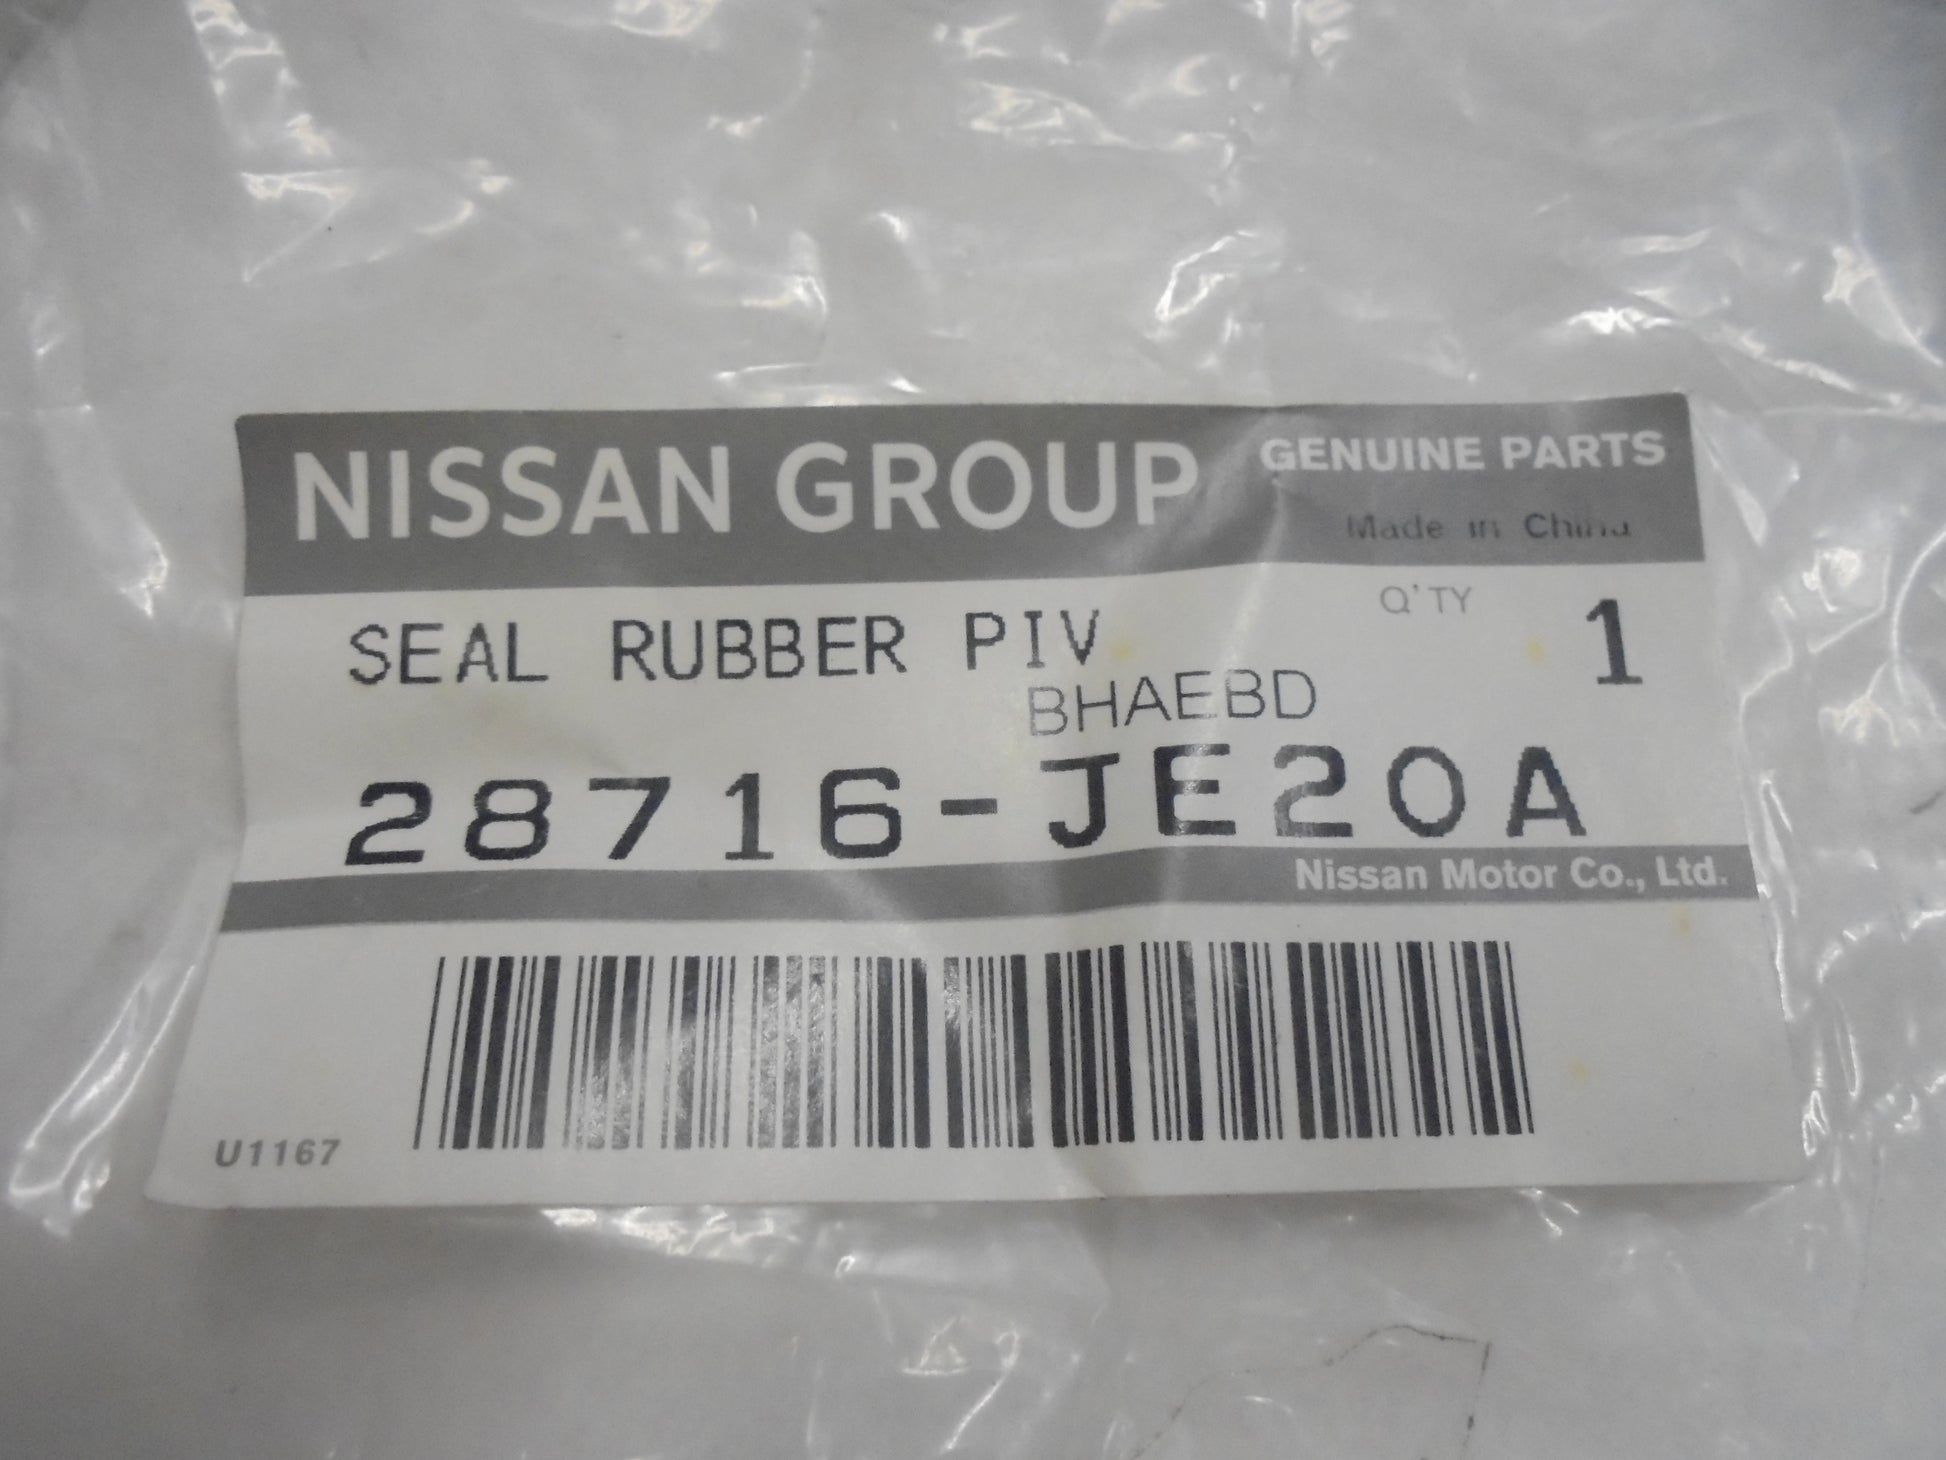 NISSAN GROUP GENUINE PARTS
Made in China
SEAL RUBBER PIV Q'TY 1
BHAEBD
28716-JE20A
Nissan Motor Co., Ltd.
U1167